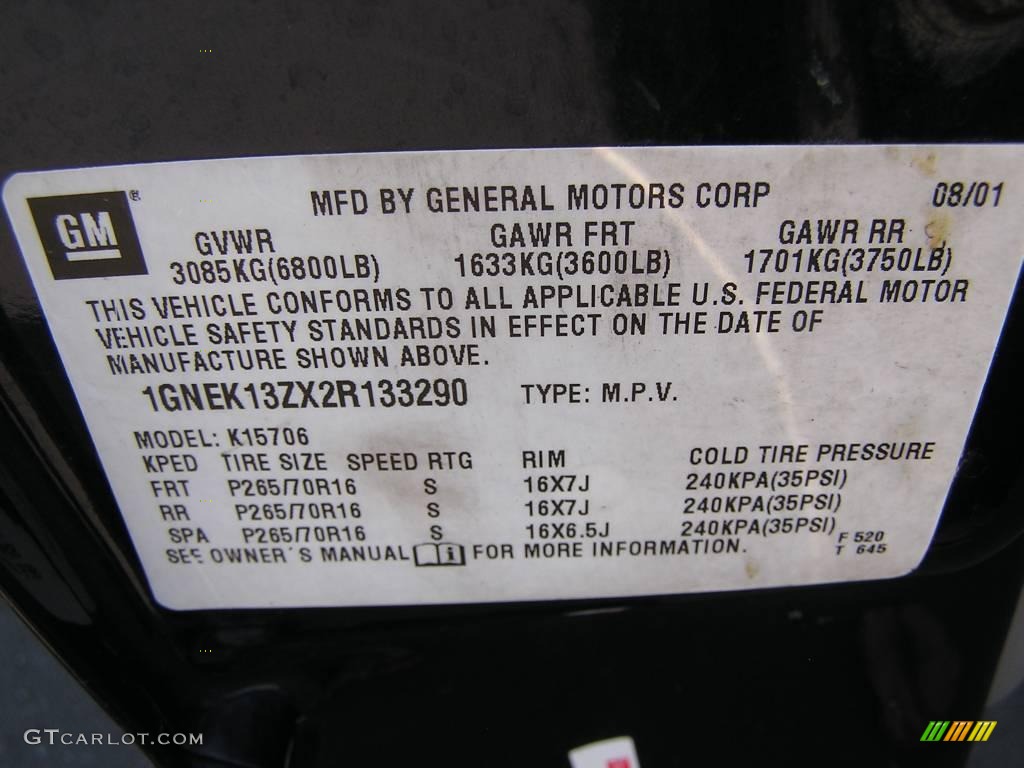 GM®
MFD BY GENERAL MOTORS CORP 08/01
GVWR GAWR FRT GAWR RR
3085KG(6800LB) 1633KG(3600LB) 1701KG(3750LB)
THIS VEHICLE CONFORMS TO ALL APPLICABLE U.S. FEDERAL MOTOR
VEHICLE SAFETY STANDARDS IN EFFECT ON THE DATE OF
MANUFACTURE SHOWN ABOVE.
1GNEK13ZX2R133290 TYPE: M.P.V.
MODEL: K15706
KPED TIRE SIZE SPEED RTG RIM COLD TIRE PRESSURE
FRT P265/70R16 S 16X7J 240KPA(35PSI)
RR P265/70R16 S 16X7J 240KPA(35PSI)
SPA P265/70R16 S 16X6.5J 240KPA(35PSI)
F 520
T 645
SEE OWNER'S MANUAL i FOR MORE INFORMATION.
GTCARLOT.COM